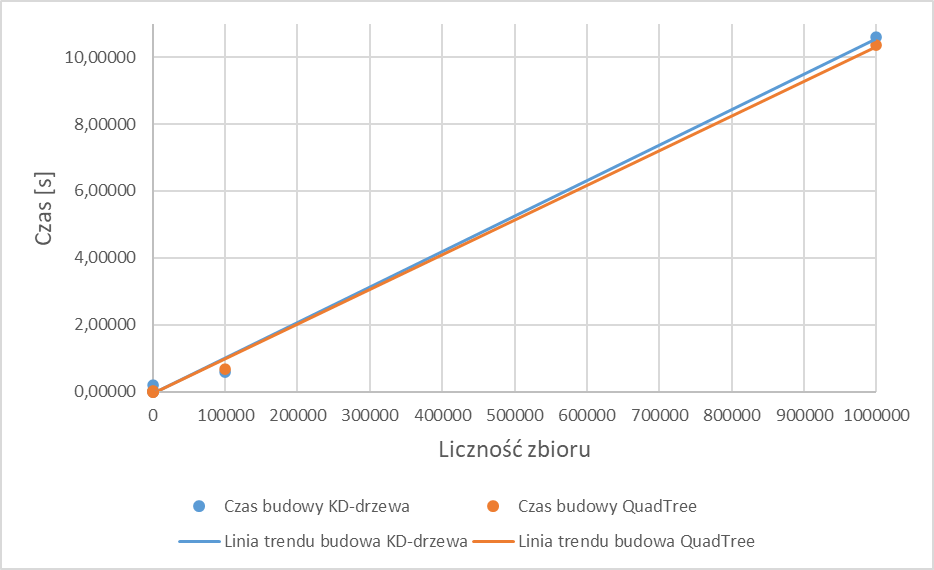 10,00000
8,00000
6,00000
4,00000
2,00000
0,00000
Czas [s]
0 100000 200000 300000 400000 500000 600000 700000 800000 900000 1000000
Liczność zbioru
Czas budowy KD-drzewa Czas budowy QuadTree
Linia trendu budowa KD-drzewa Linia trendu budowa QuadTree